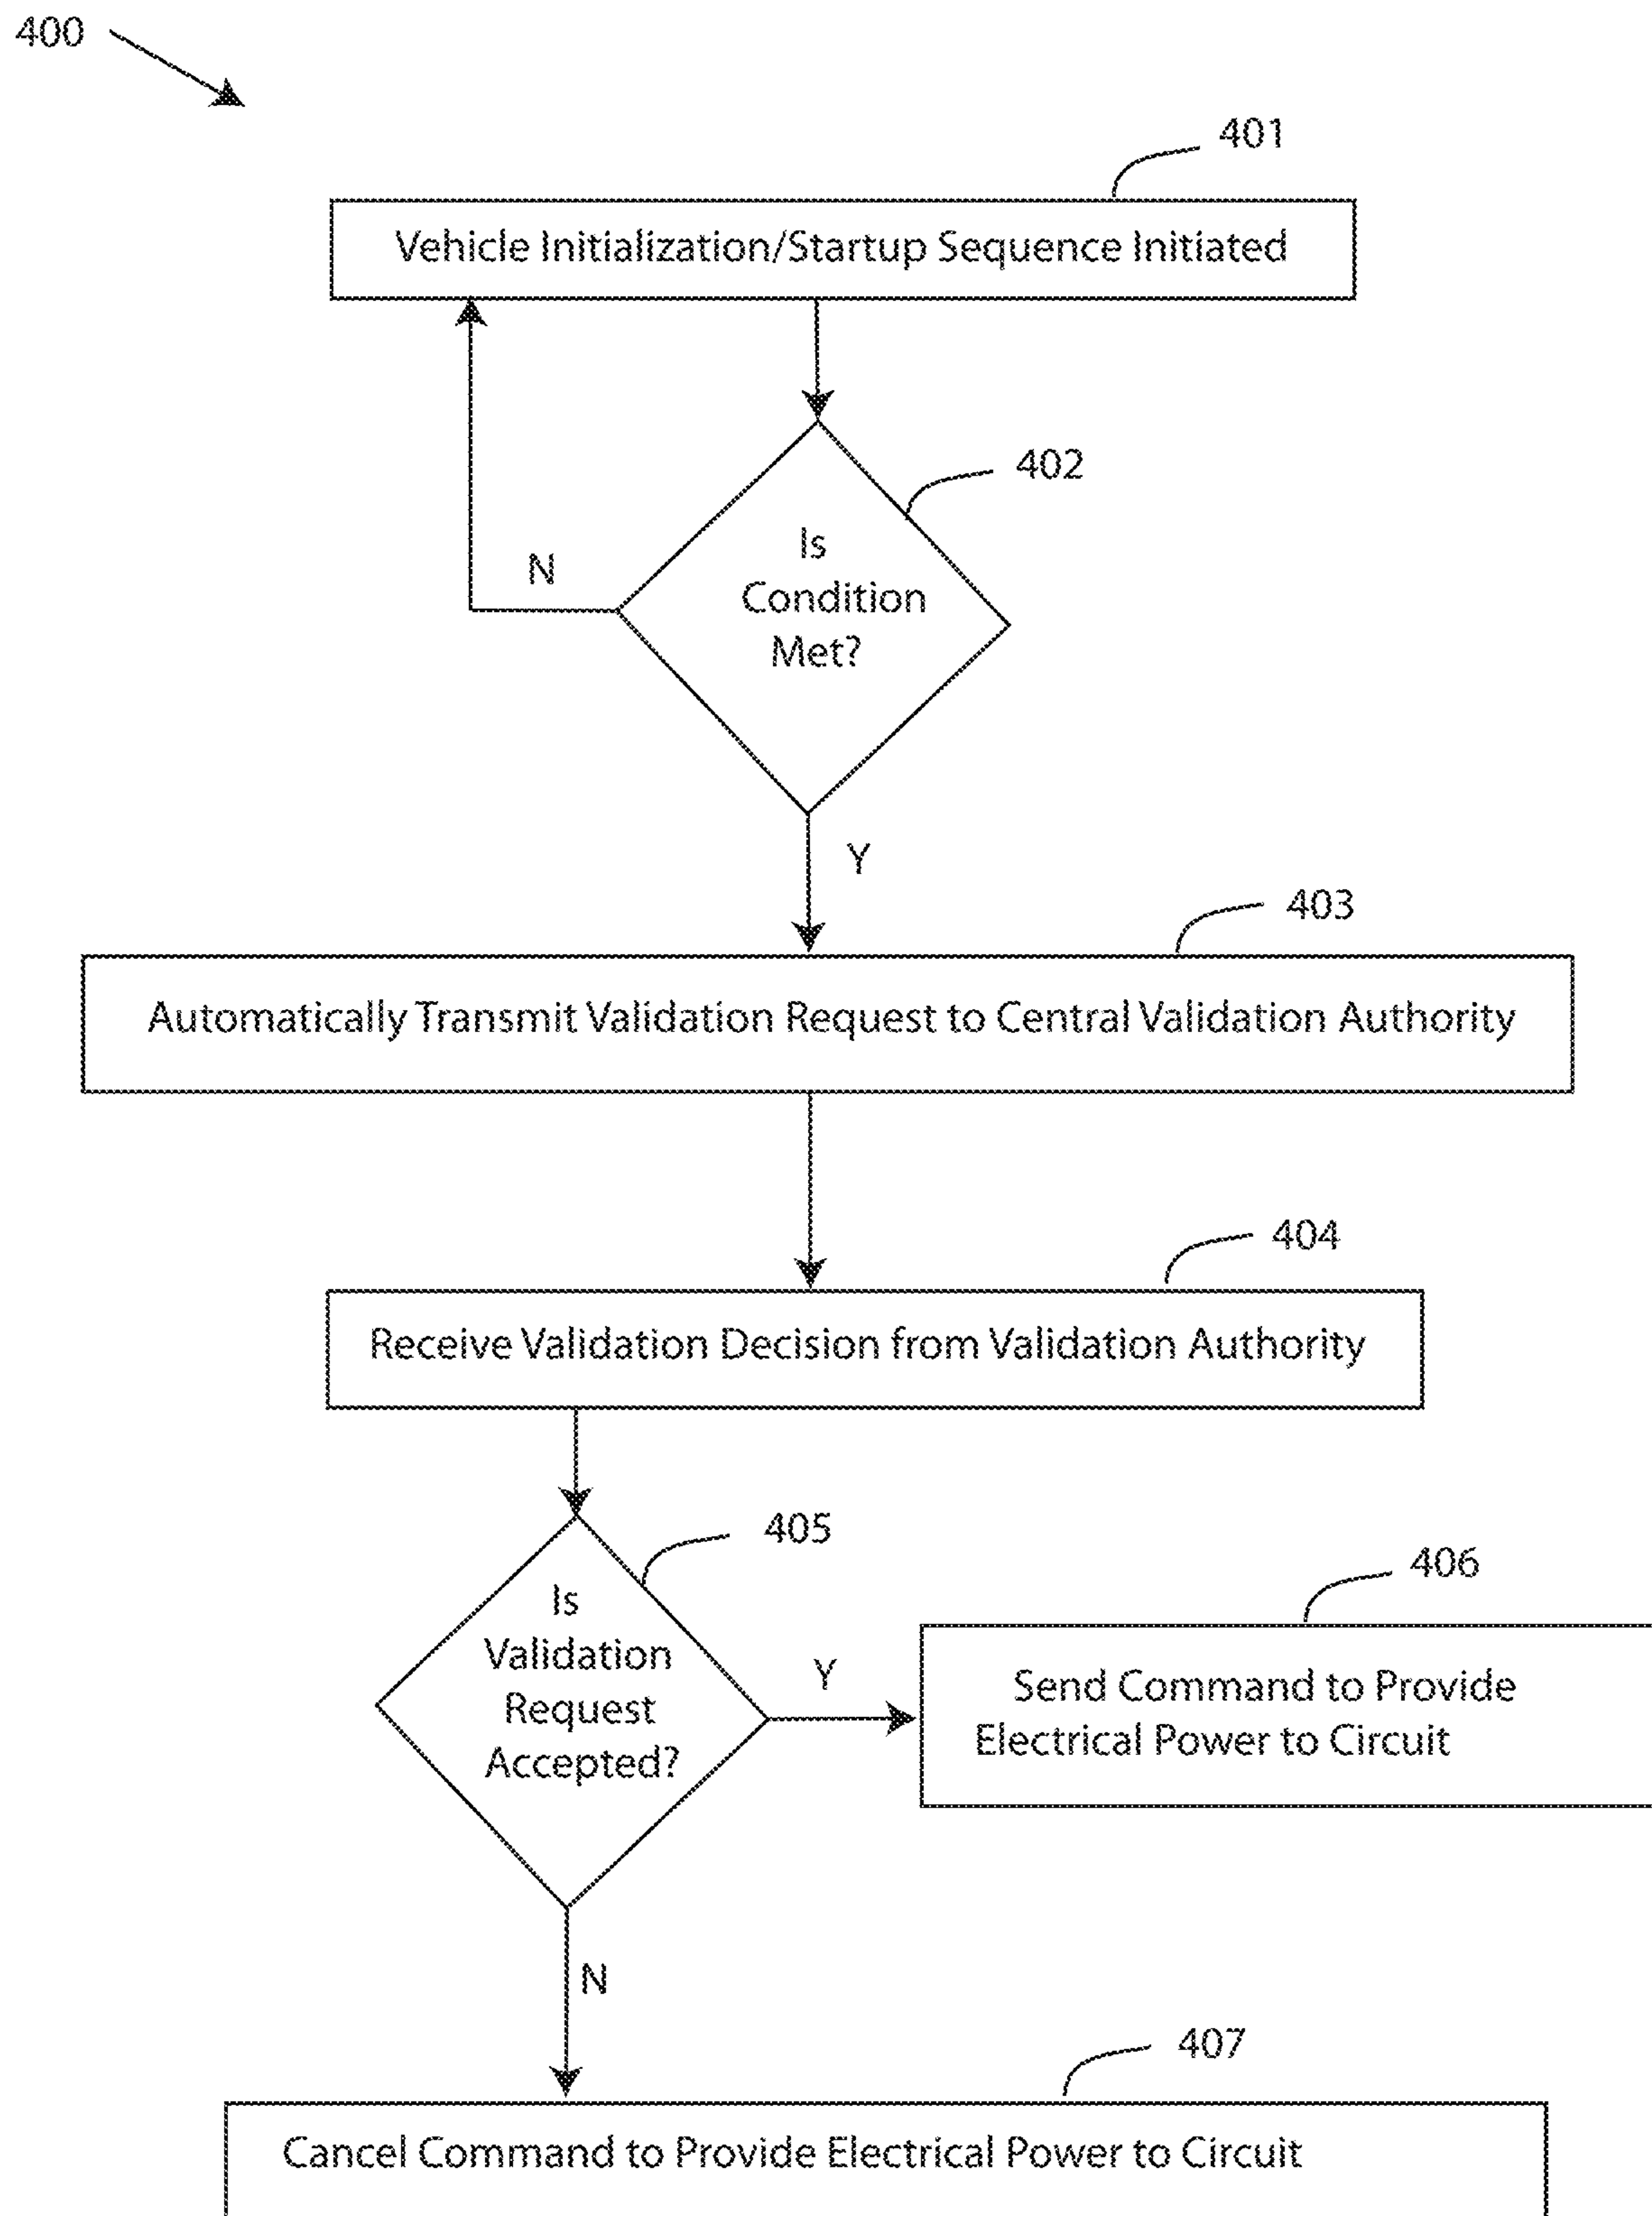 400
401
Vehicle Initialization/Startup Sequence Initiated
402
Is
Condition
Met?
N
Y
403
Automatically Transmit Validation Request to Central Validation Authority
404
Receive Validation Decision from Validation Authority
405
Is
Validation
Request
Accepted?
Y
406
Send Command to Provide
Electrical Power to Circuit
N
407
Cancel Command to Provide Electrical Power to Circuit